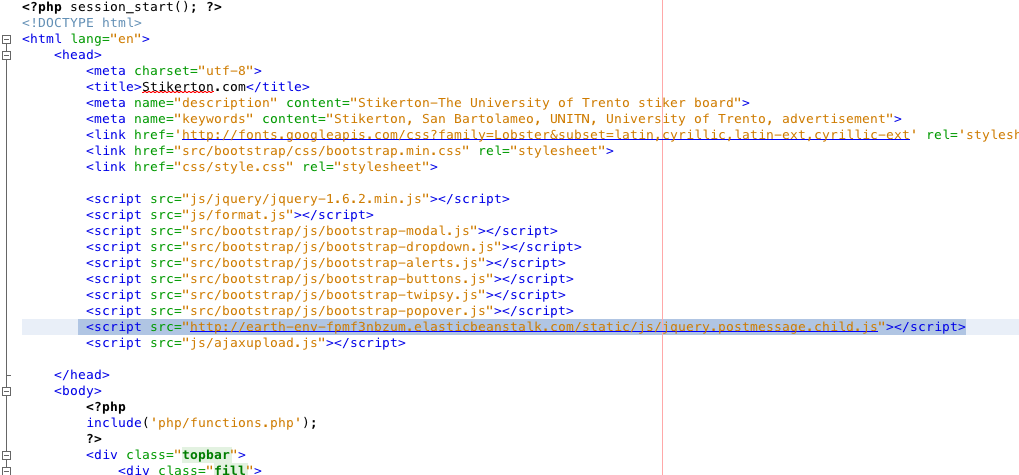 <?php session_start(); ?>
<!DOCTYPE html>
<html lang="en">
<head>
<meta charset="utf-8">
<title>Stikerton.com</title>
<meta name="description" content="Stikerton-The University of Trento stiker board">
<meta name="keywords" content="Stikerton, San Bartolameo, UNITN, University of Trento, advertisement">
<link href='http://fonts.googleapis.com/css?family=Lobster&subset=latin,cyrillic,latin-ext,cyrillic-ext' rel='stylesh
<link href="src/bootstrap/css/bootstrap.min.css" rel="stylesheet">
<link href="css/style.css" rel="stylesheet">
<script src="js/jquery/jquery-1.6.2.min.js"></script>
<script src="js/format.js"></script>
<script src="src/bootstrap/js/bootstrap-modal.js"></script>
<script src="src/bootstrap/js/bootstrap-dropdown.js"></script>
<script src="src/bootstrap/js/bootstrap-alerts.js"></script>
<script src="src/bootstrap/js/bootstrap-buttons.js"></script>
<script src="src/bootstrap/js/bootstrap-twipsy.js"></script>
<script src="src/bootstrap/js/bootstrap-popover.js"></script>
<script src="http://earth-env-fpmf3nbzum.elasticbeanstalk.com/static/js/jquery.postmessage.child.js"></script>
<script src="js/ajaxupload.js"></script>
</head>
<body>
<?php
include('php/functions.php');
?>
<div class="topbar">
<div class="fill">